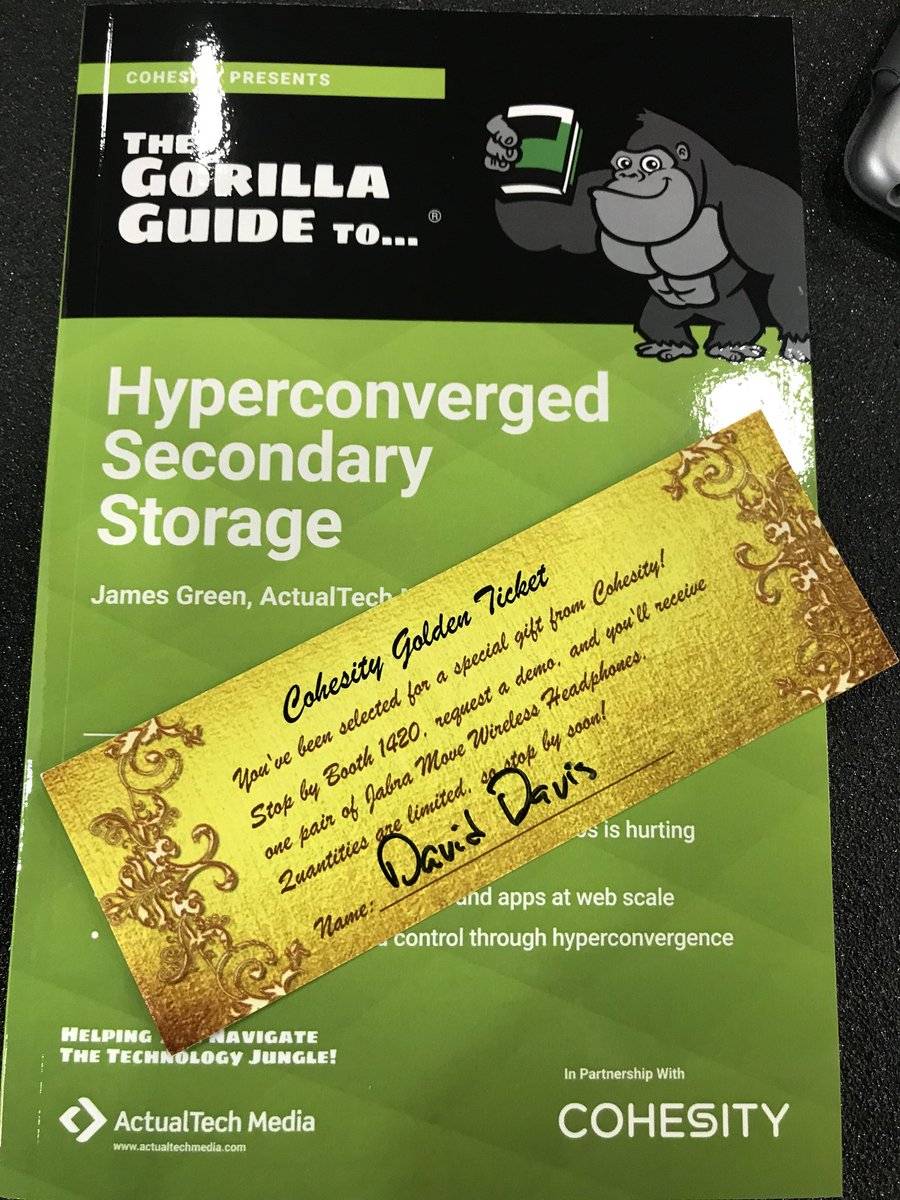 COHESITY PRESENTS
THE
GORILLA
GUIDE TO...®
Hyperconverged
Secondary
Storage
James Green, ActualTech
Cohesity Golden Ticket
You've been selected for a special gift from Cohesity!
Stop by Booth 1420, request a demo, and you'll receive
one pair of Jabra Move Wireless Headphones.
Quantities are limited, so stop by soon!
Name: David Davis
is hurting
and apps at web scale
• control through hyperconvergence
HELPING NAVIGATE
THE TECHNOLOGY JUNGLE!
In Partnership With
ActualTech Media
www.actualtechmedia.com
COHESITY